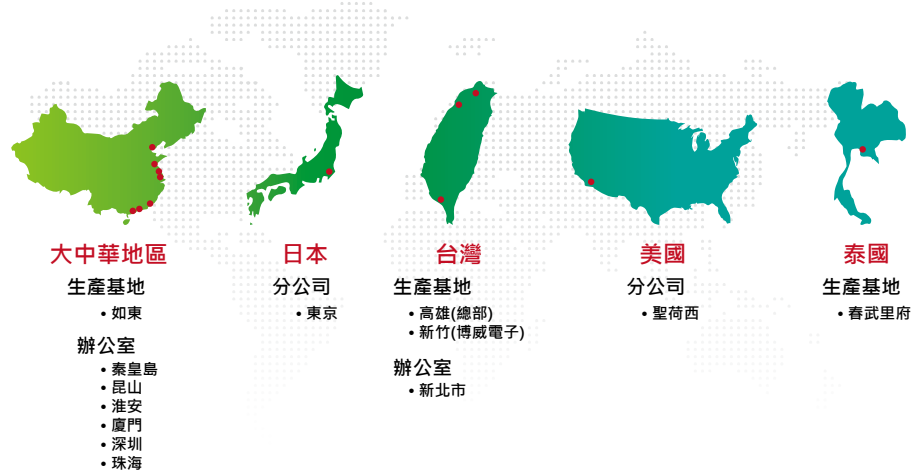 大中華地區
生產基地
• 如東
辦公室
• 秦皇島
• 昆山
• 淮安
• 廈門
• 深圳
• 珠海
日本
分公司
• 東京
台灣
生產基地
• 高雄(總部)
• 新竹(博威電子)
辦公室
• 新北市
美國
分公司
• 聖荷西
泰國
生產基地
• 春武里府